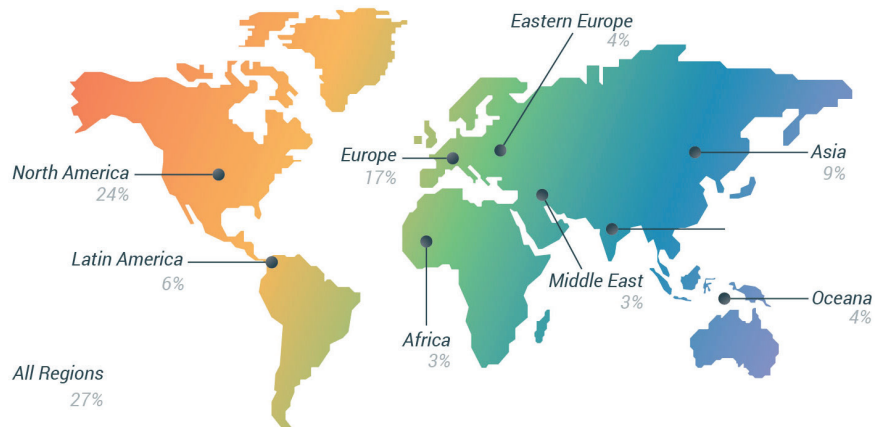 Eastern Europe
4%
North America
24%
Europe
17%
Asia
9%
Latin America
6%
Middle East
3%
Oceana
4%
Africa
3%
All Regions
27%